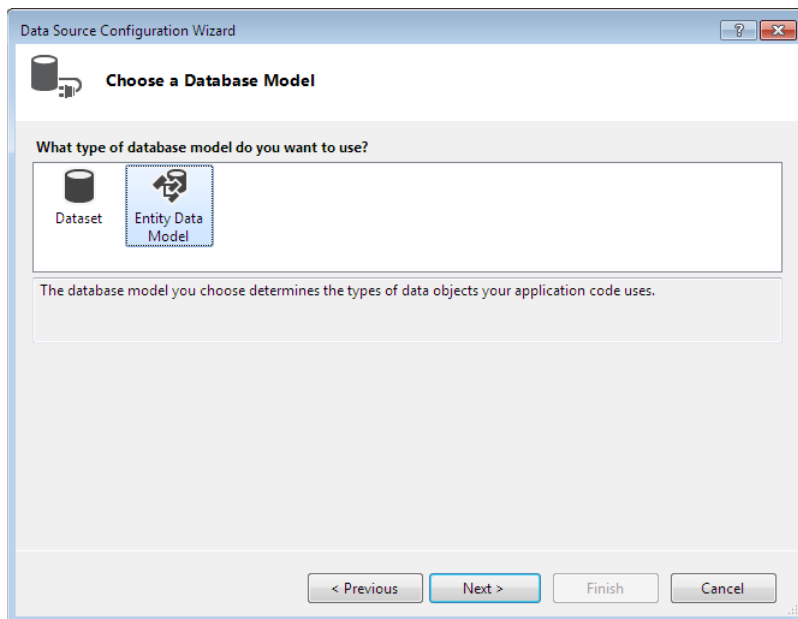 Data Source Configuration Wizard
?
Choose a Database Model
What type of database model do you want to use?
Dataset
Entity Data
Model
The database model you choose determines the types of data objects your application code uses.
< Previous
Next >
Finish
Cancel